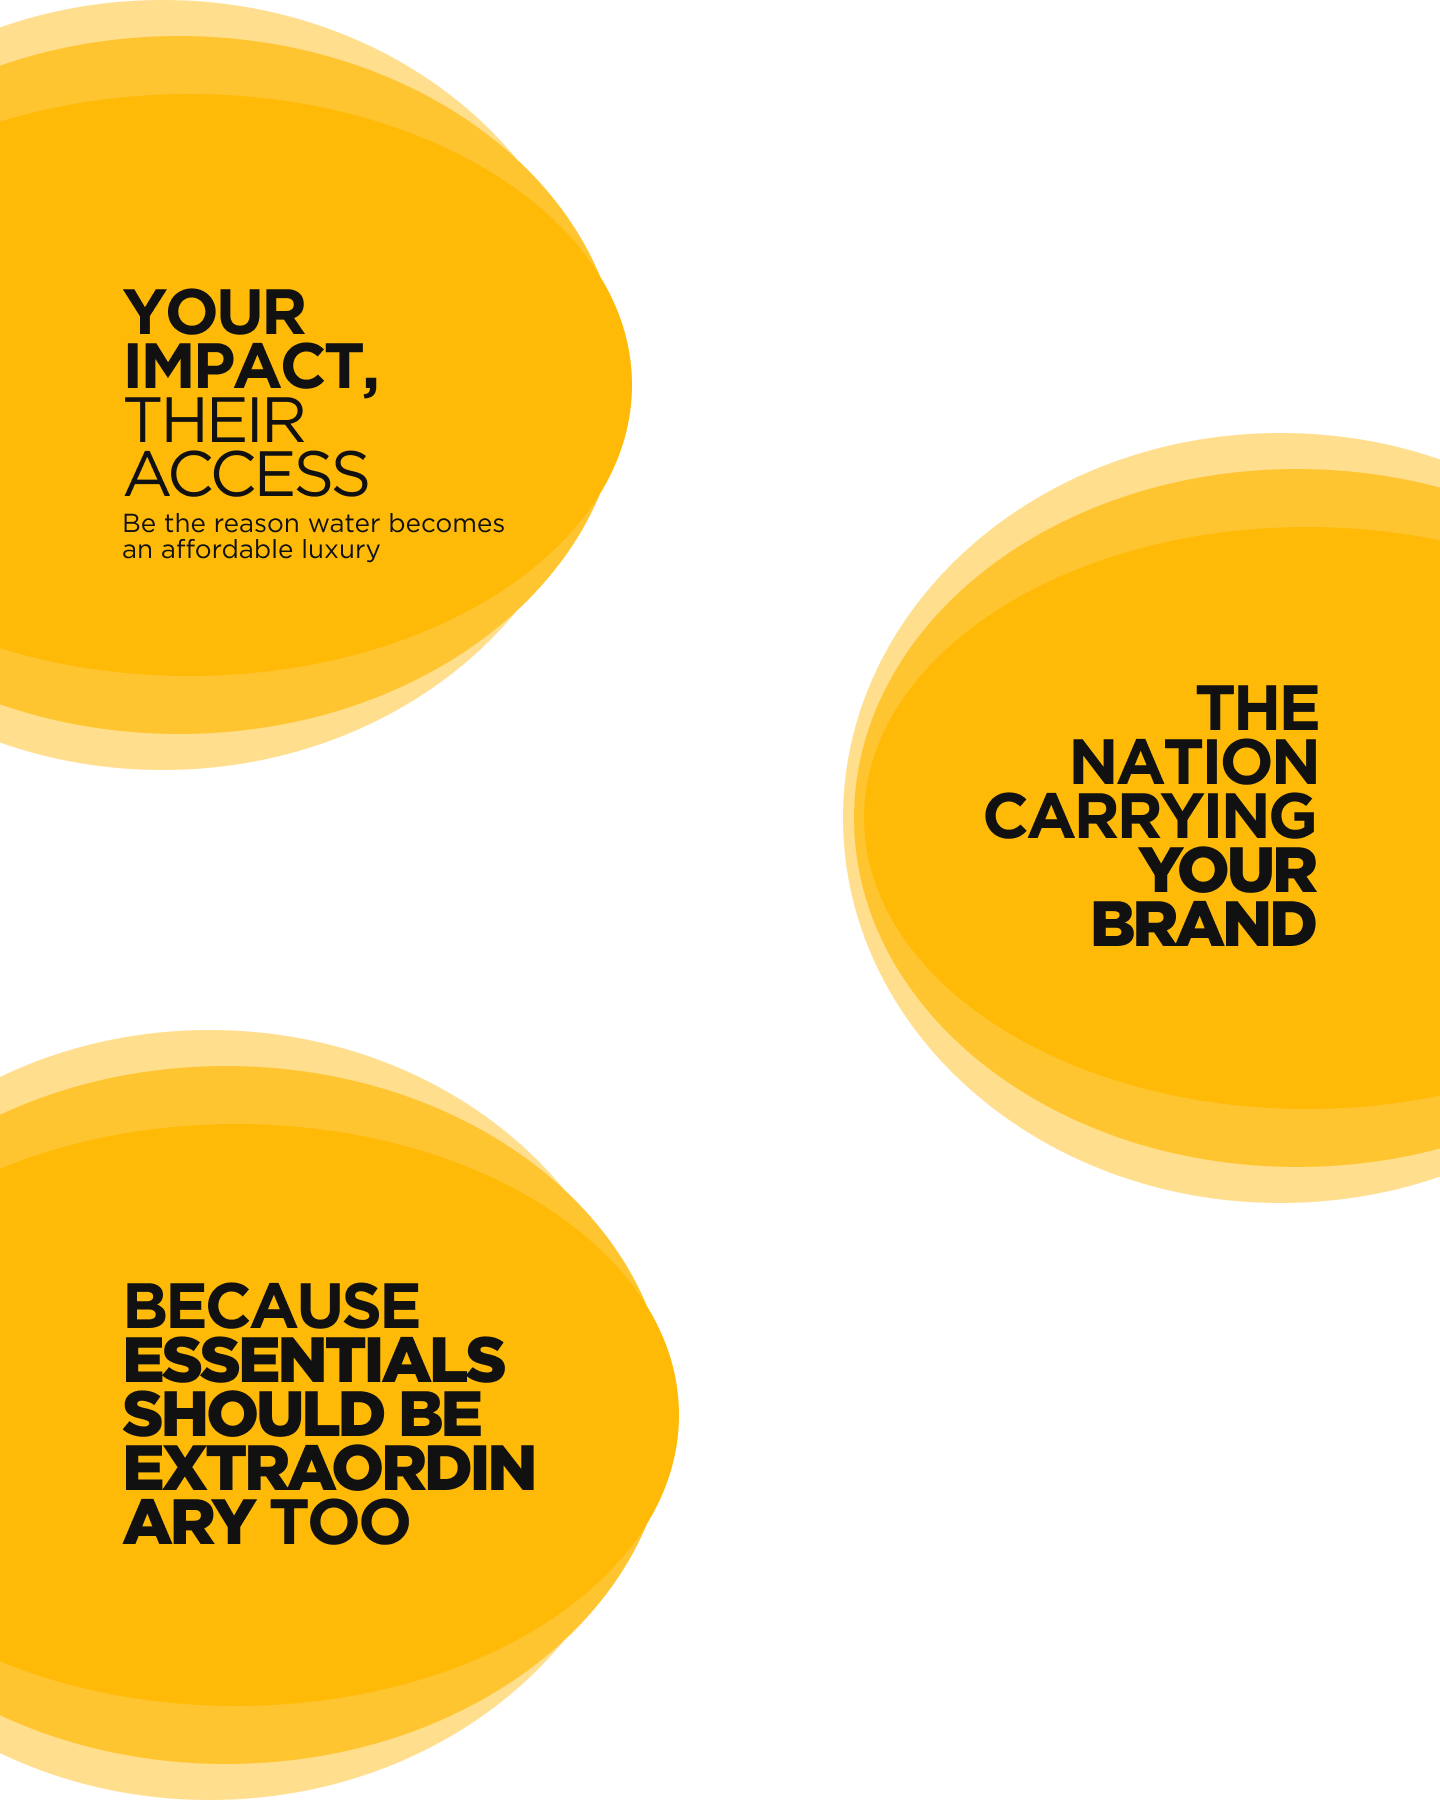 YOUR
IMPACT,
THEIR
ACCESS
Be the reason water becomes
an affordable luxury
THE
NATION
CARRYING
YOUR
BRAND
BECAUSE
ESSENTIALS
SHOULD BE
EXTRAORDIN
ARY TOO